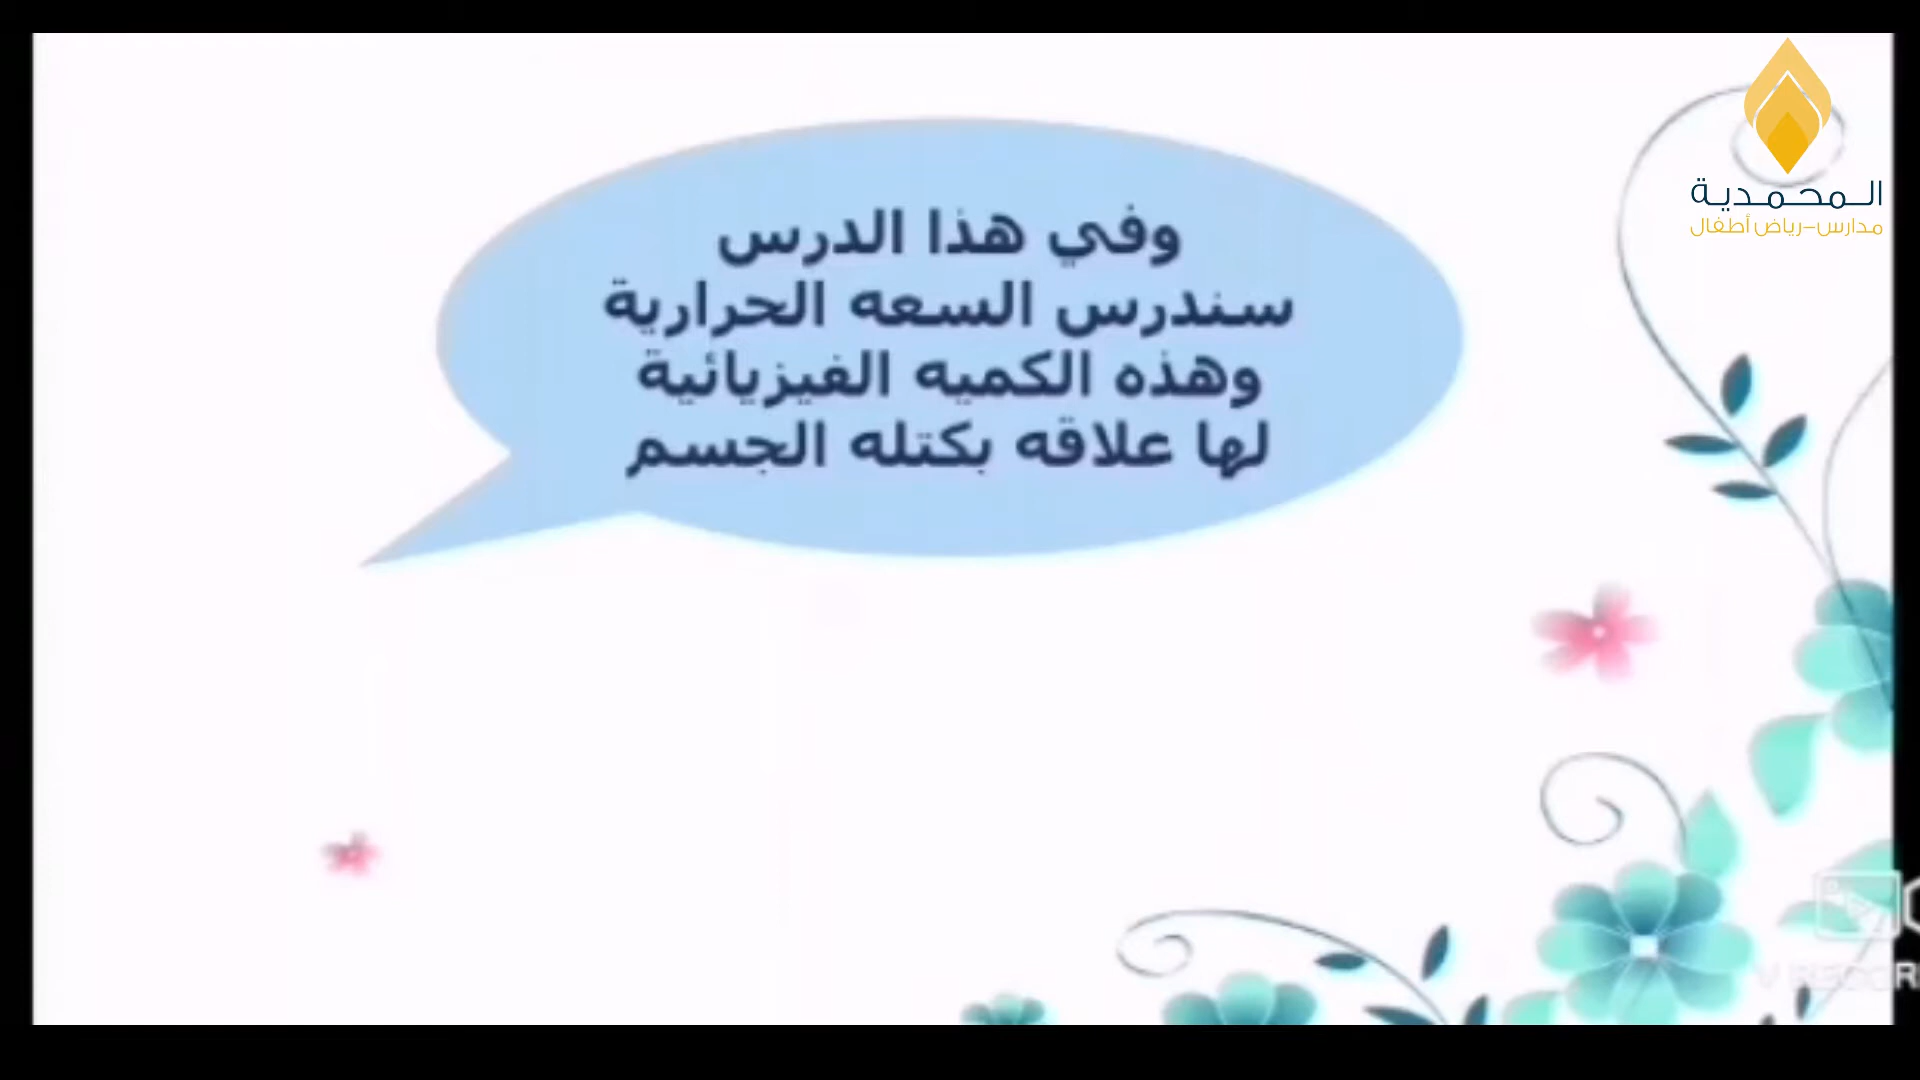 المحمدية
مدارس-رياض أطفال
وفي هذا الدرس
سندرس السعه الحرارية
وهذه الكميه الفيزيائية
لها علاقه بكتله الجسم